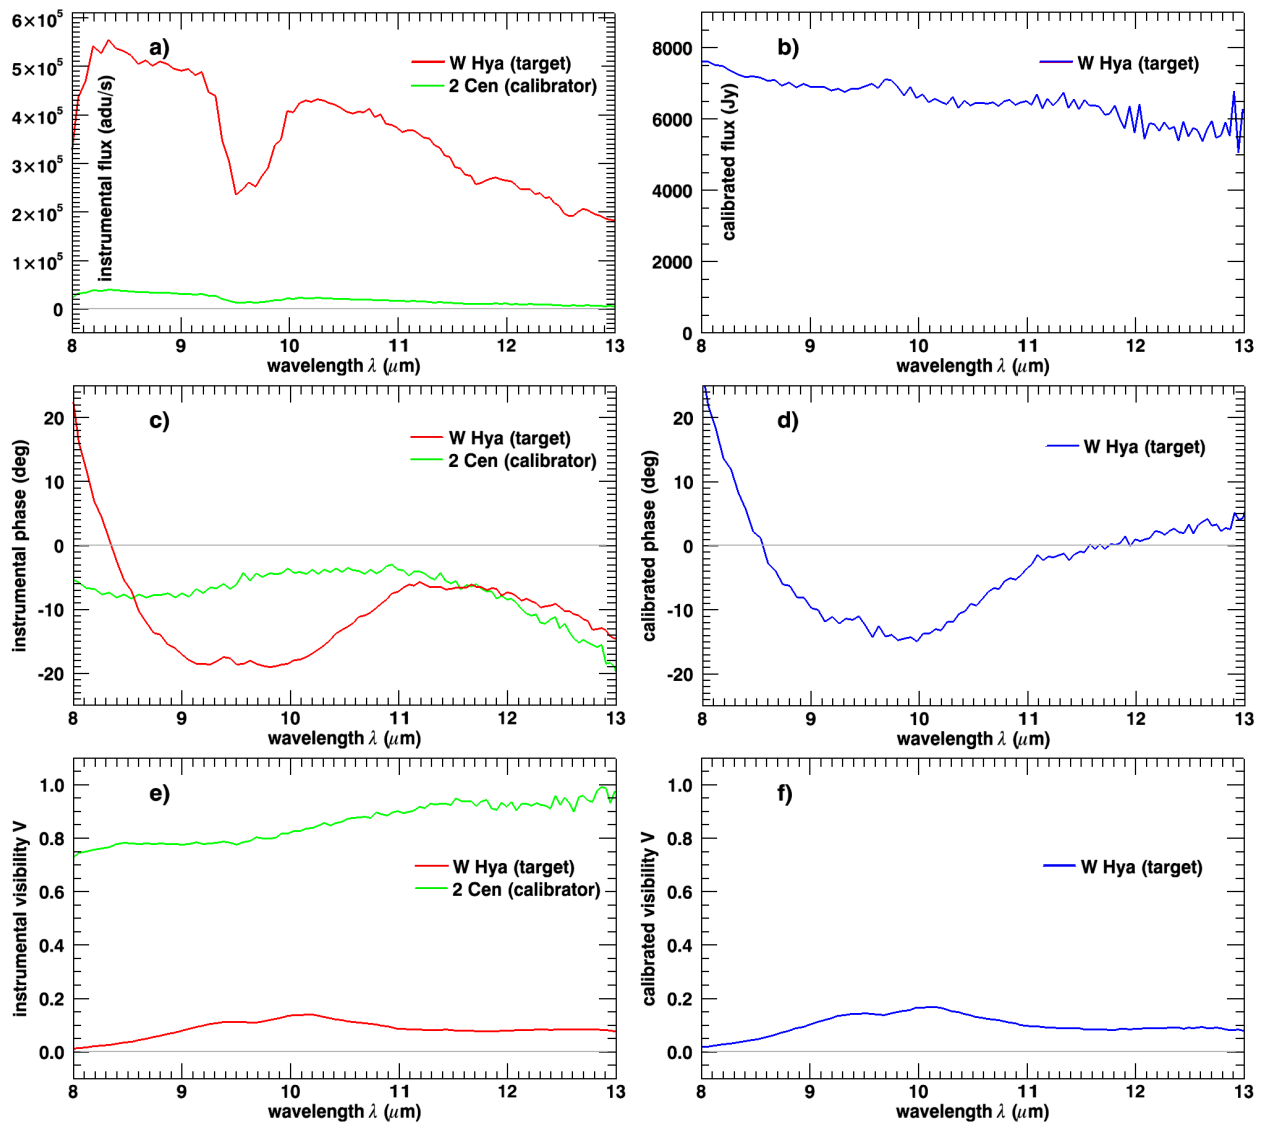 a)
W Hya (target)
2 Cen (calibrator)
instrumental flux (adu/s)
6×10⁵
5×10⁵
4×10⁵
3×10⁵
2×10⁵
1×10⁵
0
8 9 10 11 12 13
wavelength λ (μm)
b)
W Hya (target)
calibrated flux (Jy)
8000
6000
4000
2000
0
8 9 10 11 12 13
wavelength λ (μm)
c)
W Hya (target)
2 Cen (calibrator)
instrumental phase (deg)
20
10
0
-10
-20
8 9 10 11 12 13
wavelength λ (μm)
d)
W Hya (target)
calibrated phase (deg)
20
10
0
-10
-20
8 9 10 11 12 13
wavelength λ (μm)
e)
W Hya (target)
2 Cen (calibrator)
instrumental visibility V
1.0
0.8
0.6
0.4
0.2
0.0
8 9 10 11 12 13
wavelength λ (μm)
f)
W Hya (target)
calibrated visibility V
1.0
0.8
0.6
0.4
0.2
0.0
8 9 10 11 12 13
wavelength λ (μm)